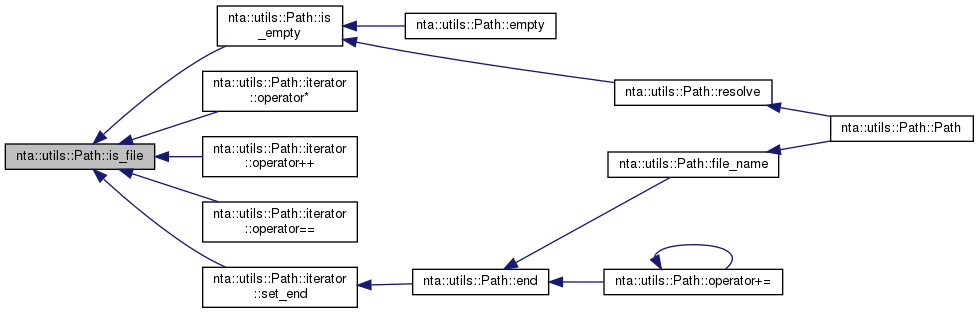 nta::utils::Path::is
_empty
nta::utils::Path::empty
nta::utils::Path::iterator
::operator*
nta::utils::Path::resolve
nta::utils::Path::Path
nta::utils::Path::is_file
nta::utils::Path::iterator
::operator++
nta::utils::Path::file_name
nta::utils::Path::iterator
::operator==
nta::utils::Path::iterator
::set_end
nta::utils::Path::end
nta::utils::Path::operator+=